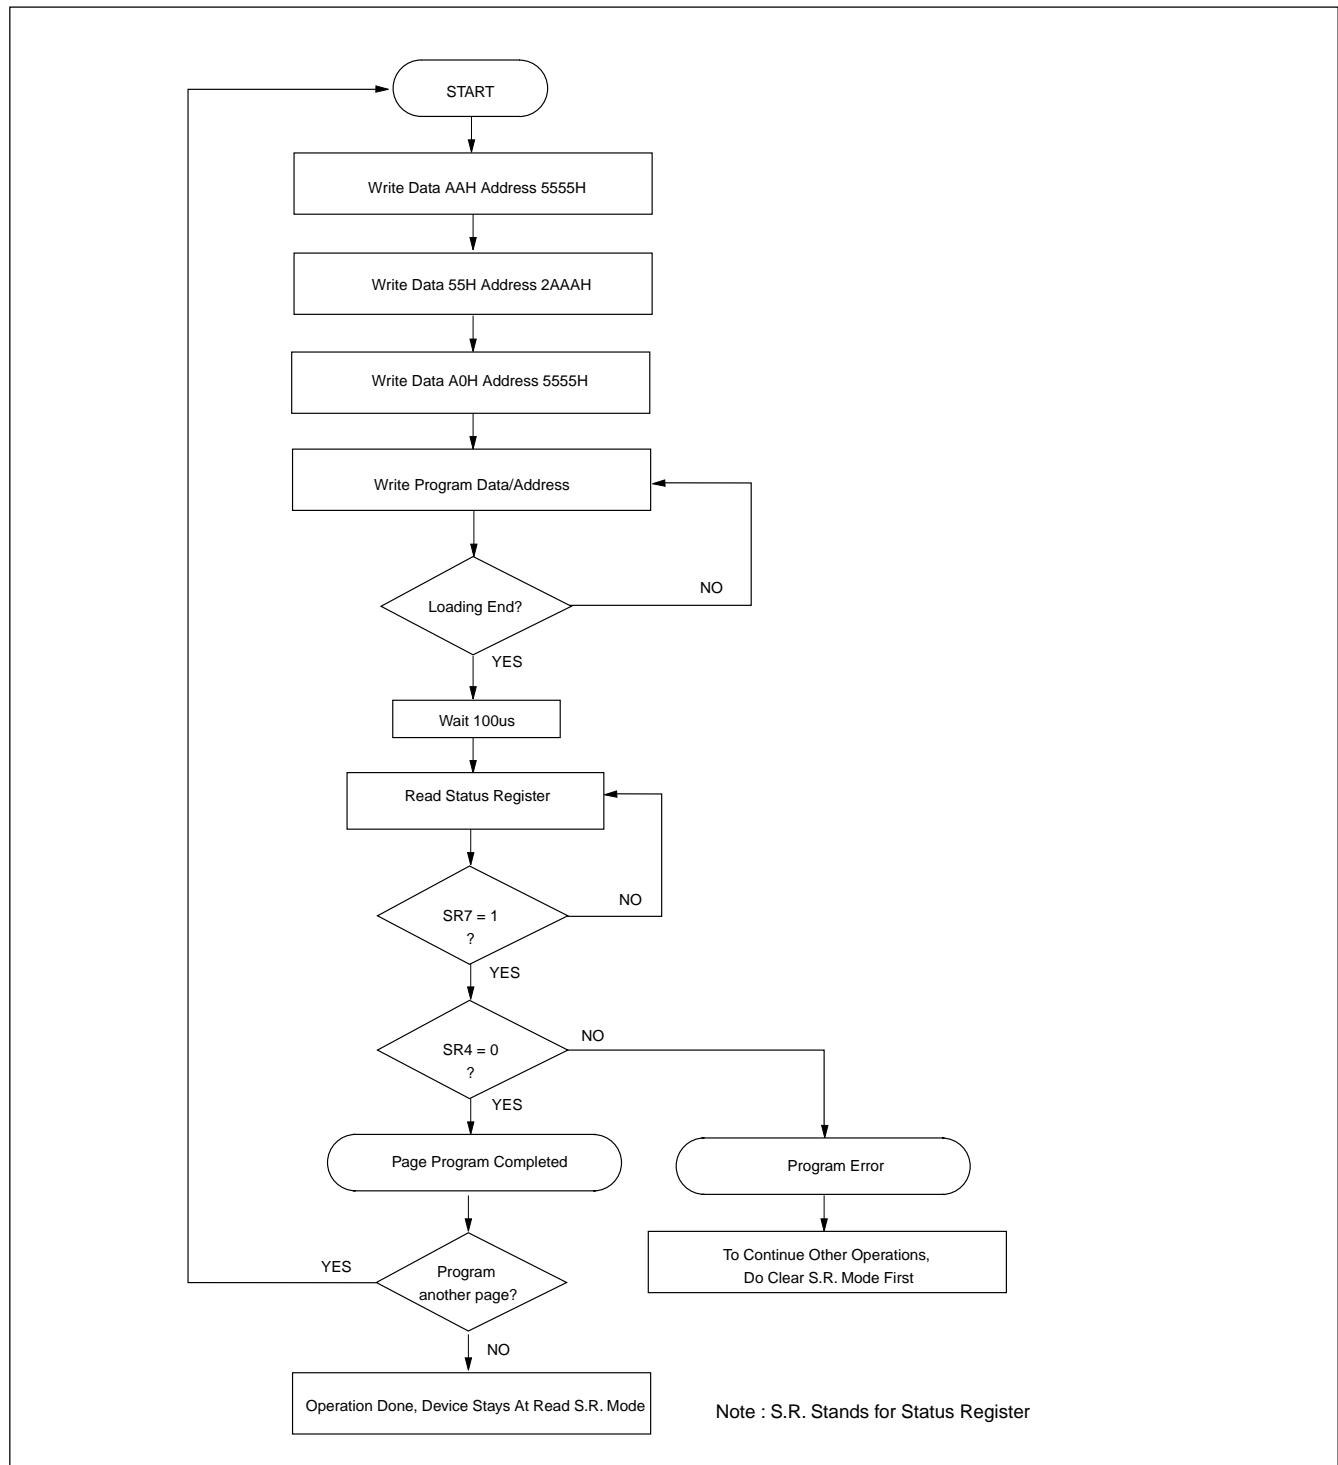 START
Write Data AAH Address 5555H
Write Data 55H Address 2AAAH
Write Data A0H Address 5555H
Write Program Data/Address
NO
Loading End?
YES
Wait 100us
Read Status Register
NO
SR7 = 1
?
YES
NO
SR4 = 0
?
YES
Page Program Completed
Program Error
To Continue Other Operations,
Do Clear S.R. Mode First
YES
Program
another page?
NO
Operation Done, Device Stays At Read S.R. Mode
Note : S.R. Stands for Status Register